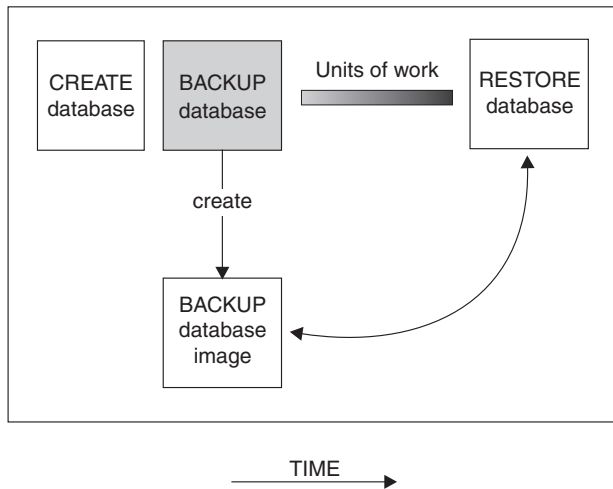 CREATE
database
BACKUP
database
Units of work
RESTORE
database
create
BACKUP
database
image
TIME